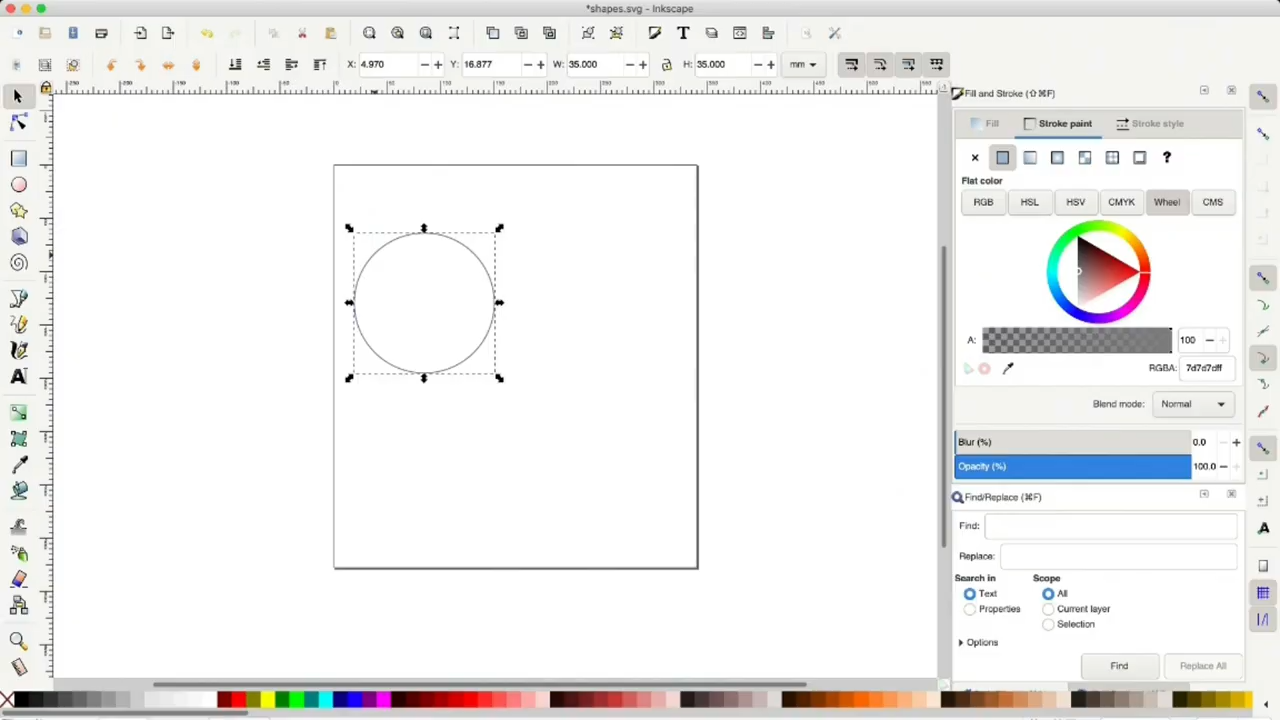 *shapes.svg - Inkscape
X: 4.970 Y: 16.877 W: 35.000 H: 35.000 mm
Fill and Stroke (⇧⌘F)
Fill Stroke paint Stroke style
Flat color
RGB HSL HSV CMYK Wheel CMS
A: 100
RGBA: 7d7d7dff
Blend mode: Normal
Blur (%) 0.0
Opacity (%) 100.0
Find/Replace (⌘F)
Find:
Replace:
Search in Scope
Text All
Properties Current layer
Selection
Options
Find Replace All